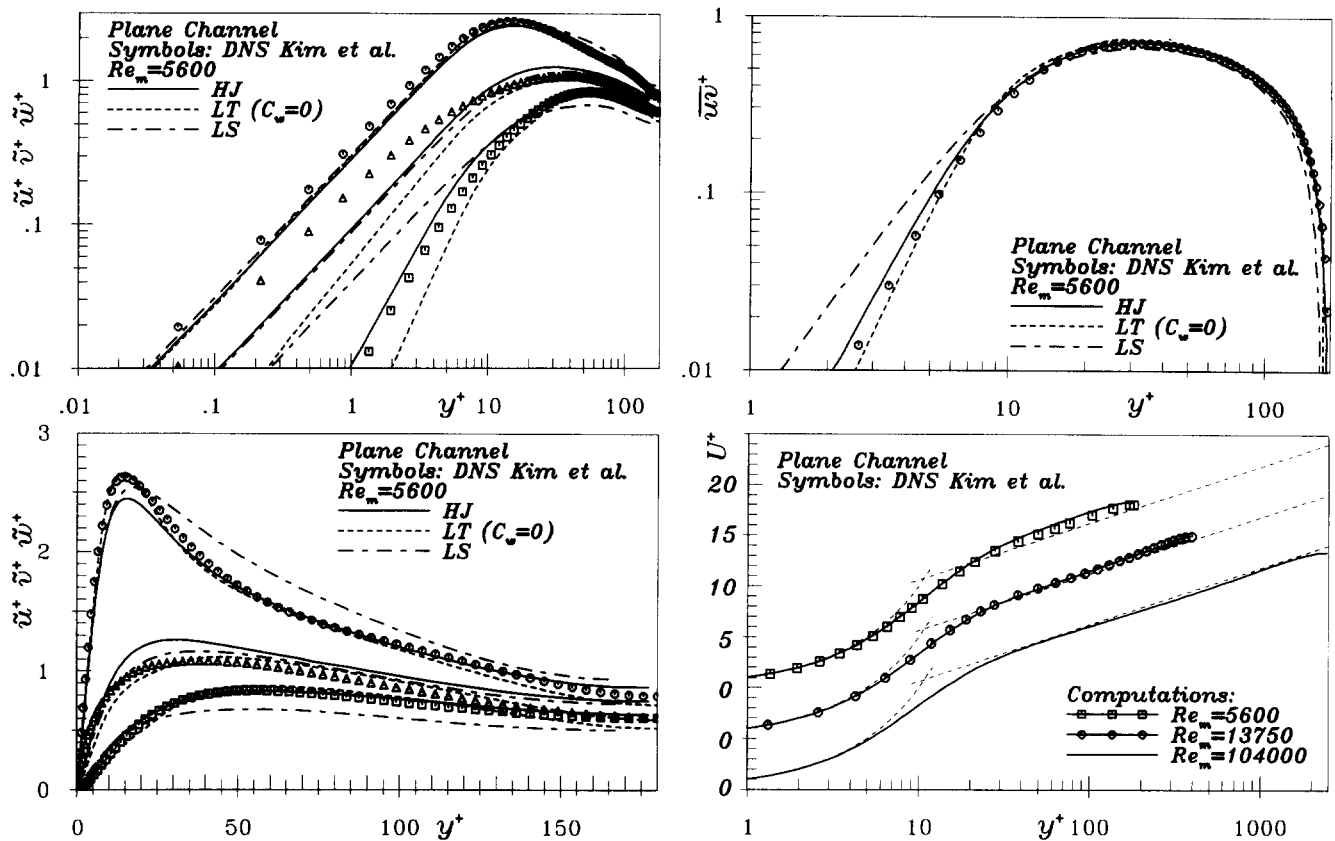 Plane Channel
Symbols: DNS Kim et al.
Re_m=5600
HJ
LT (C_w=0)
LS
1
.1
.01
ũ⁺ ṽ⁺ w̃⁺
.01 .1 1 10 100
y⁺
1
0.1
.01
\overline{uv}⁺
Plane Channel
Symbols: DNS Kim et al.
Re_m=5600
HJ
LT (C_w=0)
LS
1 10 100
y⁺
3
2
1
0
ũ⁺ ṽ⁺ w̃⁺
Plane Channel
Symbols: DNS Kim et al.
Re_m=5600
HJ
LT (C_w=0)
LS
0 50 100 150
y⁺
U⁺
20
15
10
5
0
0
0
Plane Channel
Symbols: DNS Kim et al.
Computations:
Re_m=5600
Re_m=13750
Re_m=104000
1 10 100 1000
y⁺